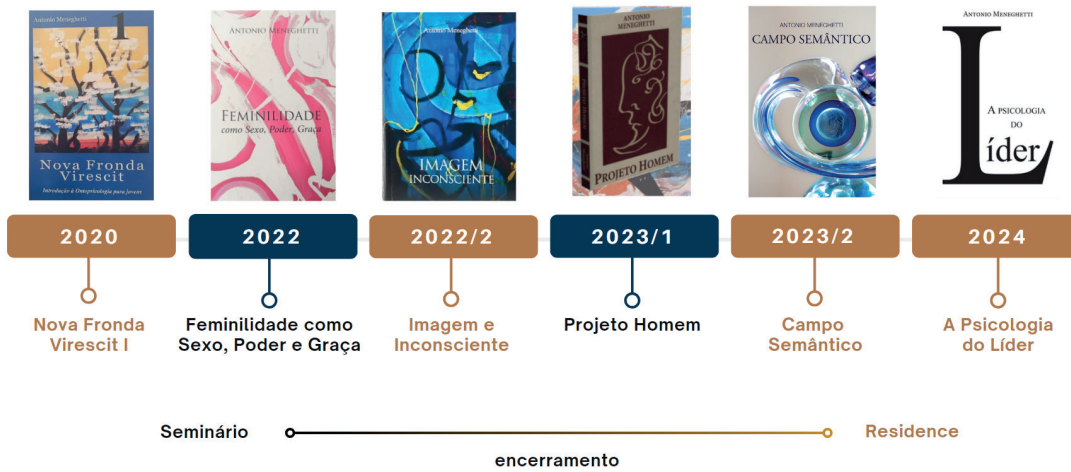 Antonio Meneghetti
1
Nova Fronda
Virescit
Introdução à Ontopsicologia para Jovens
ANTONIO MENEGHETTI
FEMINILIDADE
como Sexo, Poder, Graça
Antonio Meneghetti
IMAGEM
INCONSCIENTE
ANTONIO
MENEGHETTI
PROJETO HOMEM
ANTONIO MENEGHETTI
CAMPO SEMÂNTICO
ANTONIO MENEGHETTI
A PSICOLOGIA
DO
Líder
2020
2022
2022/2
2023/1
2023/2
2024
Nova Fronda
Virescit I
Feminilidade como
Sexo, Poder e Graça
Imagem e
Inconsciente
Projeto Homem
Campo
Semântico
A Psicologia
do Líder
Seminário
Residence
encerramento